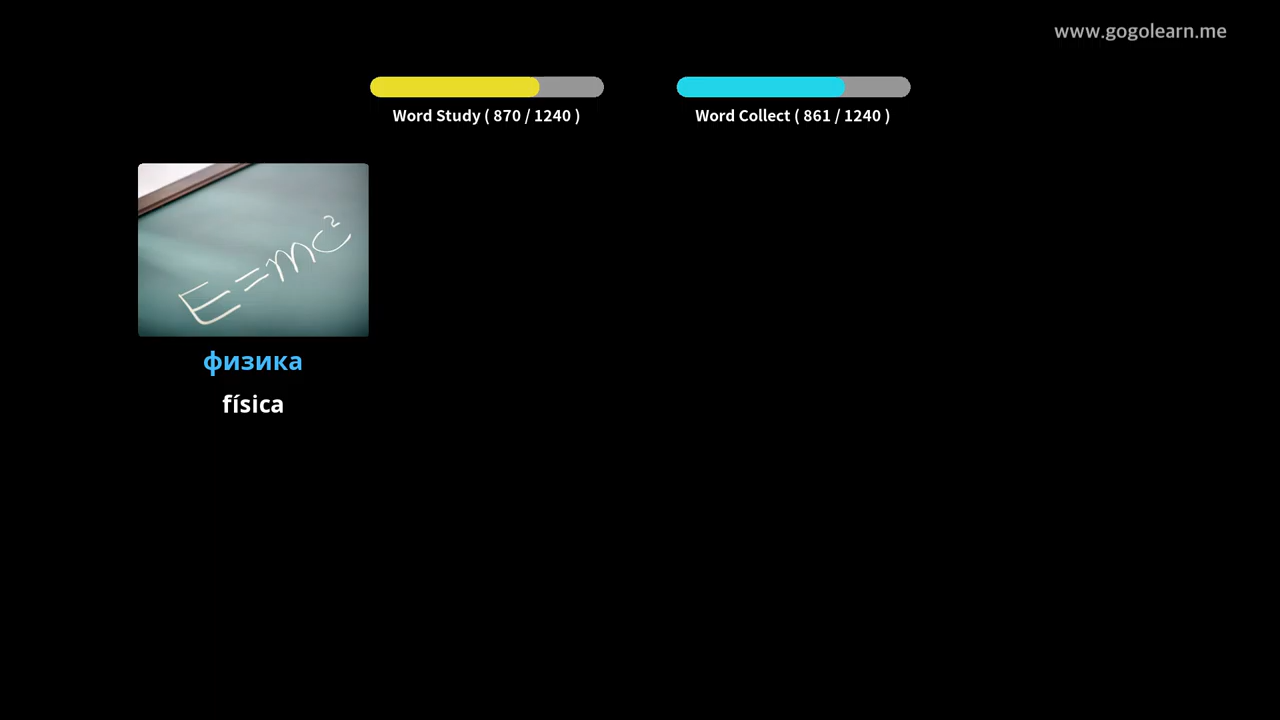 www.gogolearn.me
Word Study ( 870 / 1240 )
Word Collect ( 861 / 1240 )
E=mc²
физика
física